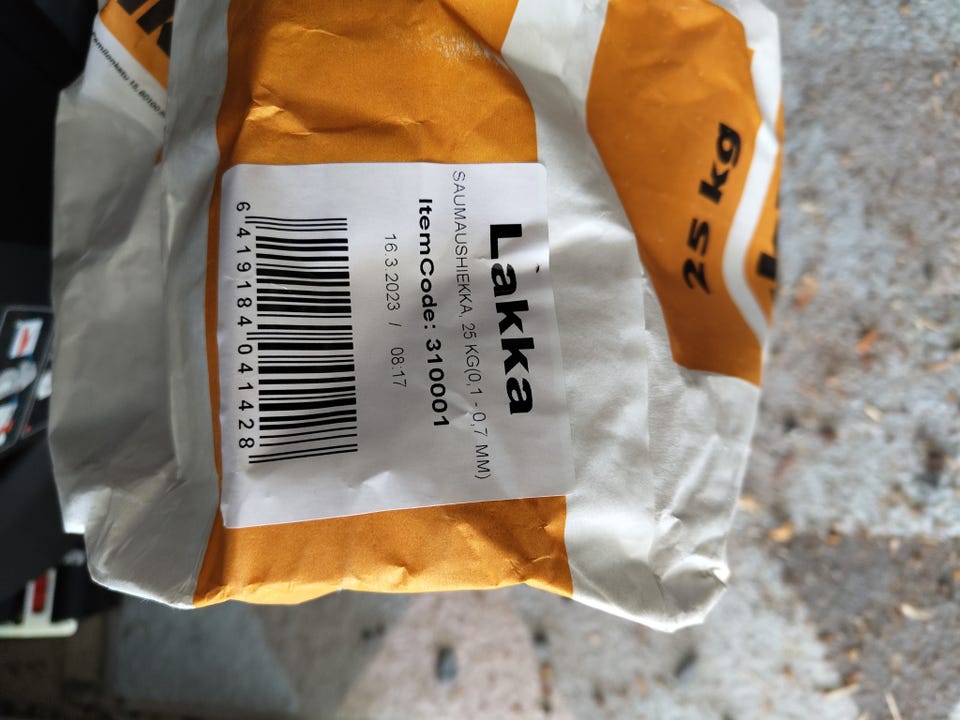 Lakka
SAUMAUSHIEKKA, 25 KG(0,1 - 0,7 MM)
ItemCode: 310001
16.3.2023 / 08:17
6 419184 041428
25 kg